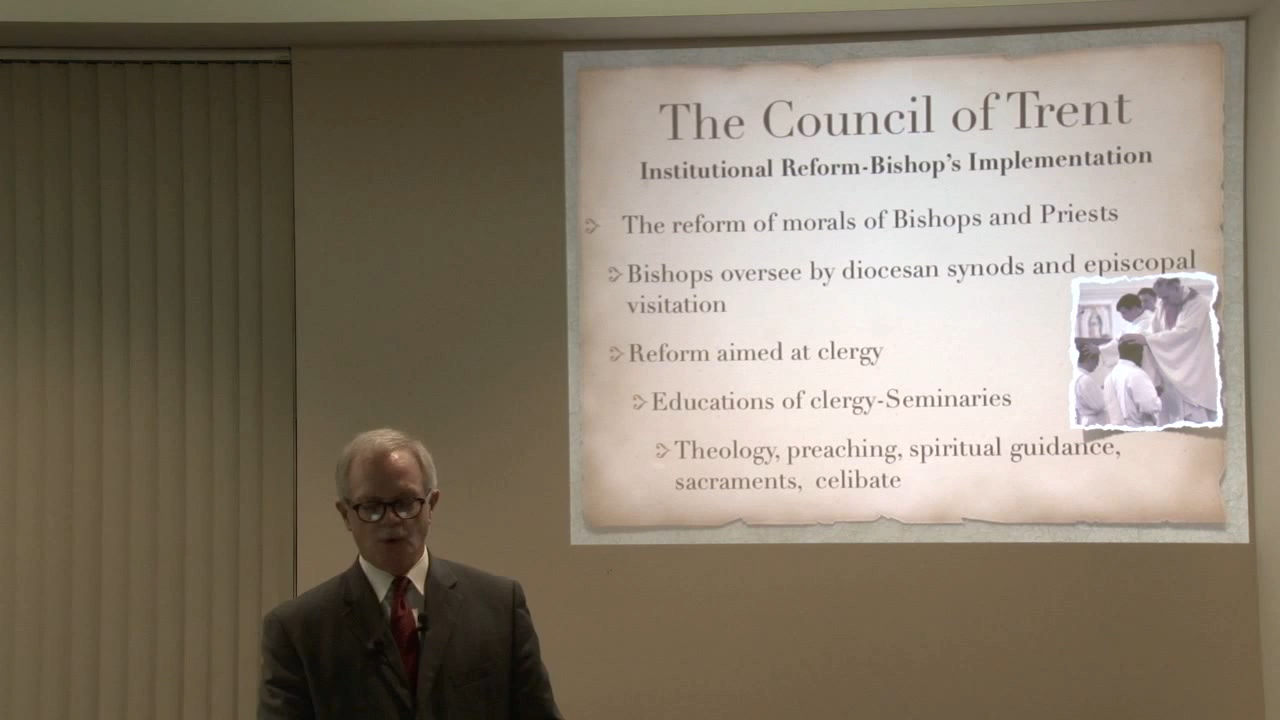 The Council of Trent
Institutional Reform-Bishop's Implementation
The reform of morals of Bishops and Priests
Bishops oversee by diocesan synods and episcopal
visitation
Reform aimed at clergy
Educations of clergy-Seminaries
Theology, preaching, spiritual guidance,
sacraments, celibate